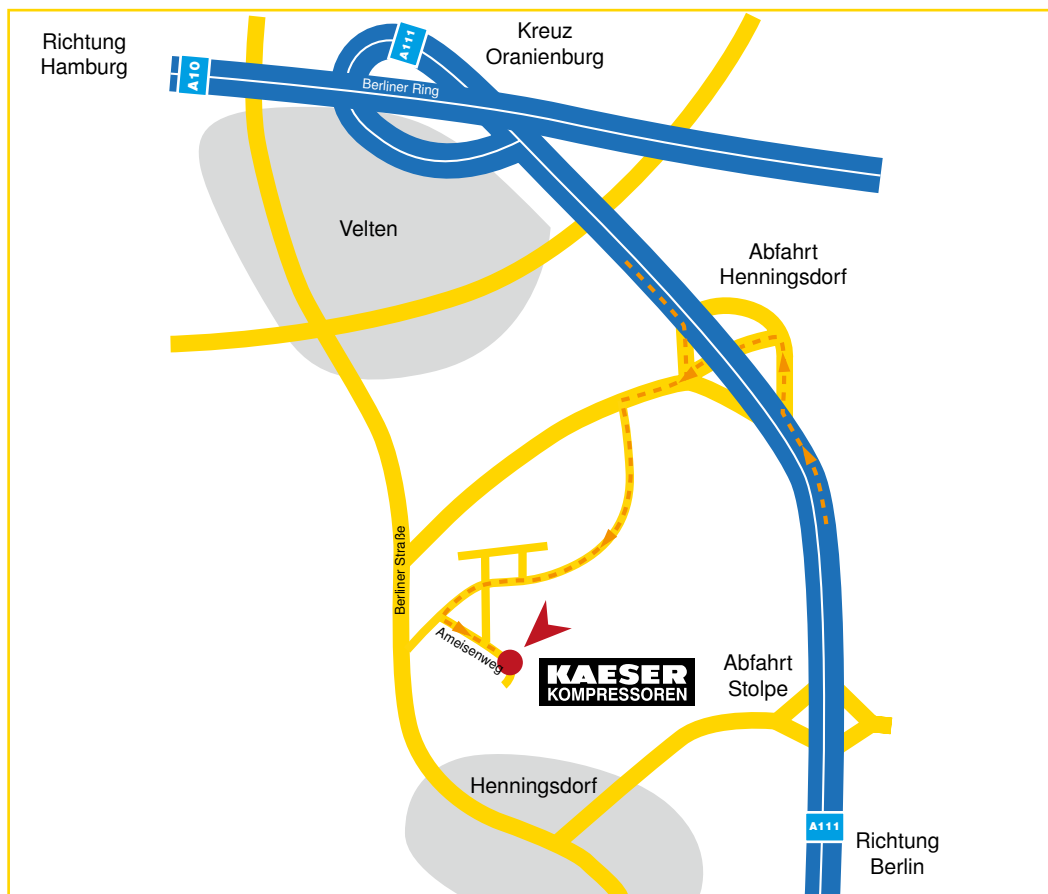 Richtung
Hamburg
A10
A111
Kreuz
Oranienburg
Berliner Ring
Velten
Abfahrt
Henningsdorf
Berliner Straße
Ameisenweg
KAESER
KOMPRESSOREN
Abfahrt
Stolpe
Henningsdorf
A111
Richtung
Berlin